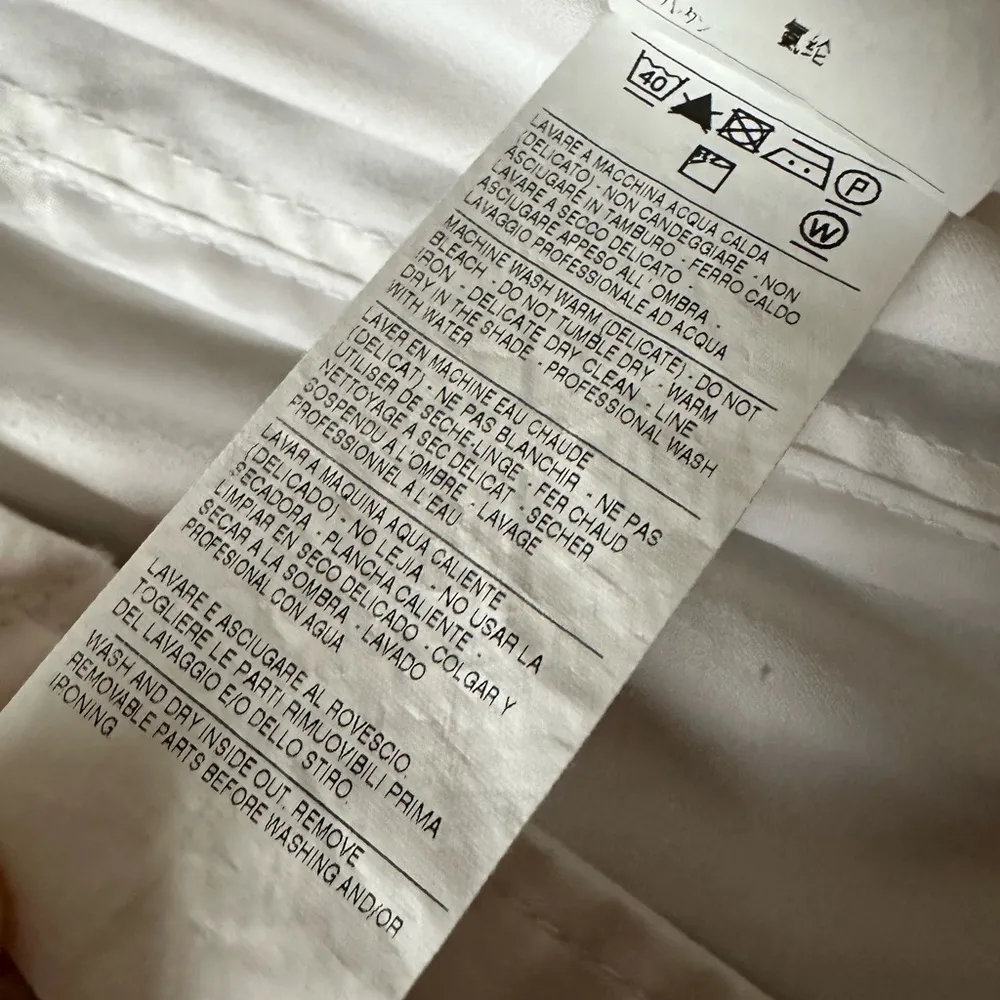 氨纶
40
P
W
LAVARE A MACCHINA ACQUA CALDA
(DELICATO) - NON CANDEGGIARE - NON
ASCIUGARE IN TAMBURO - FERRO CALDO
LAVARE A SECCO DELICATO -
ASCIUGARE APPESO ALL'OMBRA -
LAVAGGIO PROFESSIONALE AD ACQUA
MACHINE WASH WARM (DELICATE) - DO NOT
BLEACH - DO NOT TUMBLE DRY - WARM
IRON - DELICATE DRY CLEAN - LINE
DRY IN THE SHADE - PROFESSIONAL WASH
WITH WATER
LAVER EN MACHINE EAU CHAUDE
(DELICAT) - NE PAS BLANCHIR - NE PAS
UTILISER DE SECHE-LINGE - FER CHAUD
NETTOYAGE A SEC DELICAT - SECHER
SOSPENDU A L'OMBRE - LAVAGE
PROFESSIONNEL À L'EAU
LAVAR A MAQUINA AQUA CALIENTE
(DELICADO) - NO LEJIA - NO USAR LA
SECADORA - PLANCHA CALIENTE -
LIMPIAR EN SECO DELICADO - COLGAR Y
SECAR A LA SOMBRA - LAVADO
PROFESIONAL CON AGUA
LAVARE E ASCIUGARE AL ROVESCIO.
TOGLIERE LE PARTI RIMUOVIBILI PRIMA
DEL LAVAGGIO E/O DELLO STIRO.
WASH AND DRY INSIDE OUT. REMOVE
REMOVABLE PARTS BEFORE WASHING AND/OR
IRONING.